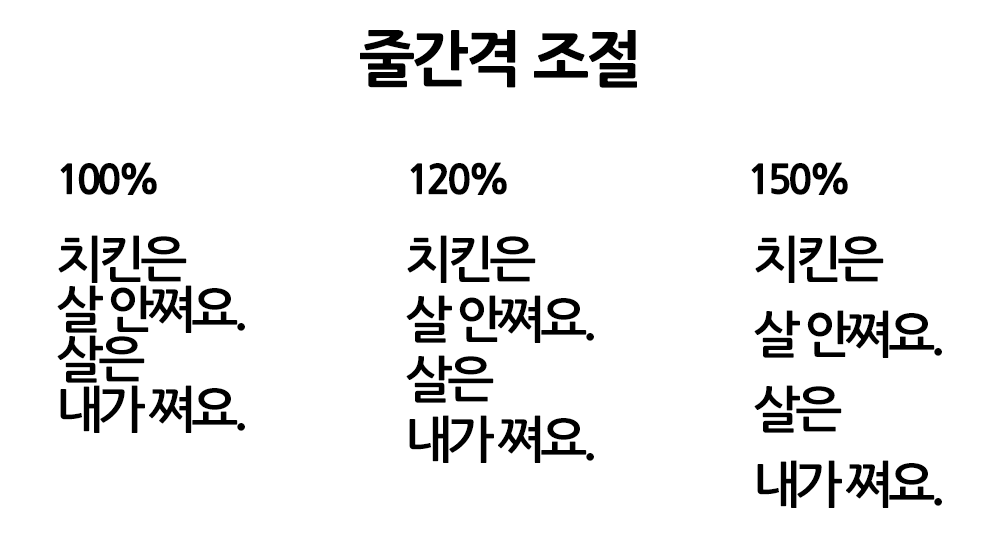 줄간격 조절
100%
치킨은
살 안쪄요.
살은
내가 쪄요.
120%
치킨은
살 안쪄요.
살은
내가 쪄요.
150%
치킨은
살 안쪄요.
살은
내가 쪄요.